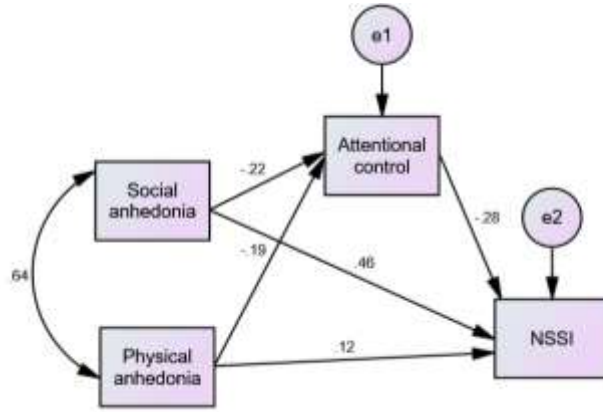 e1
Attentional
control
-.22
Social
anhedonia
e2
-.28
-.19
.46
64
NSSI
.12
Physical
anhedonia